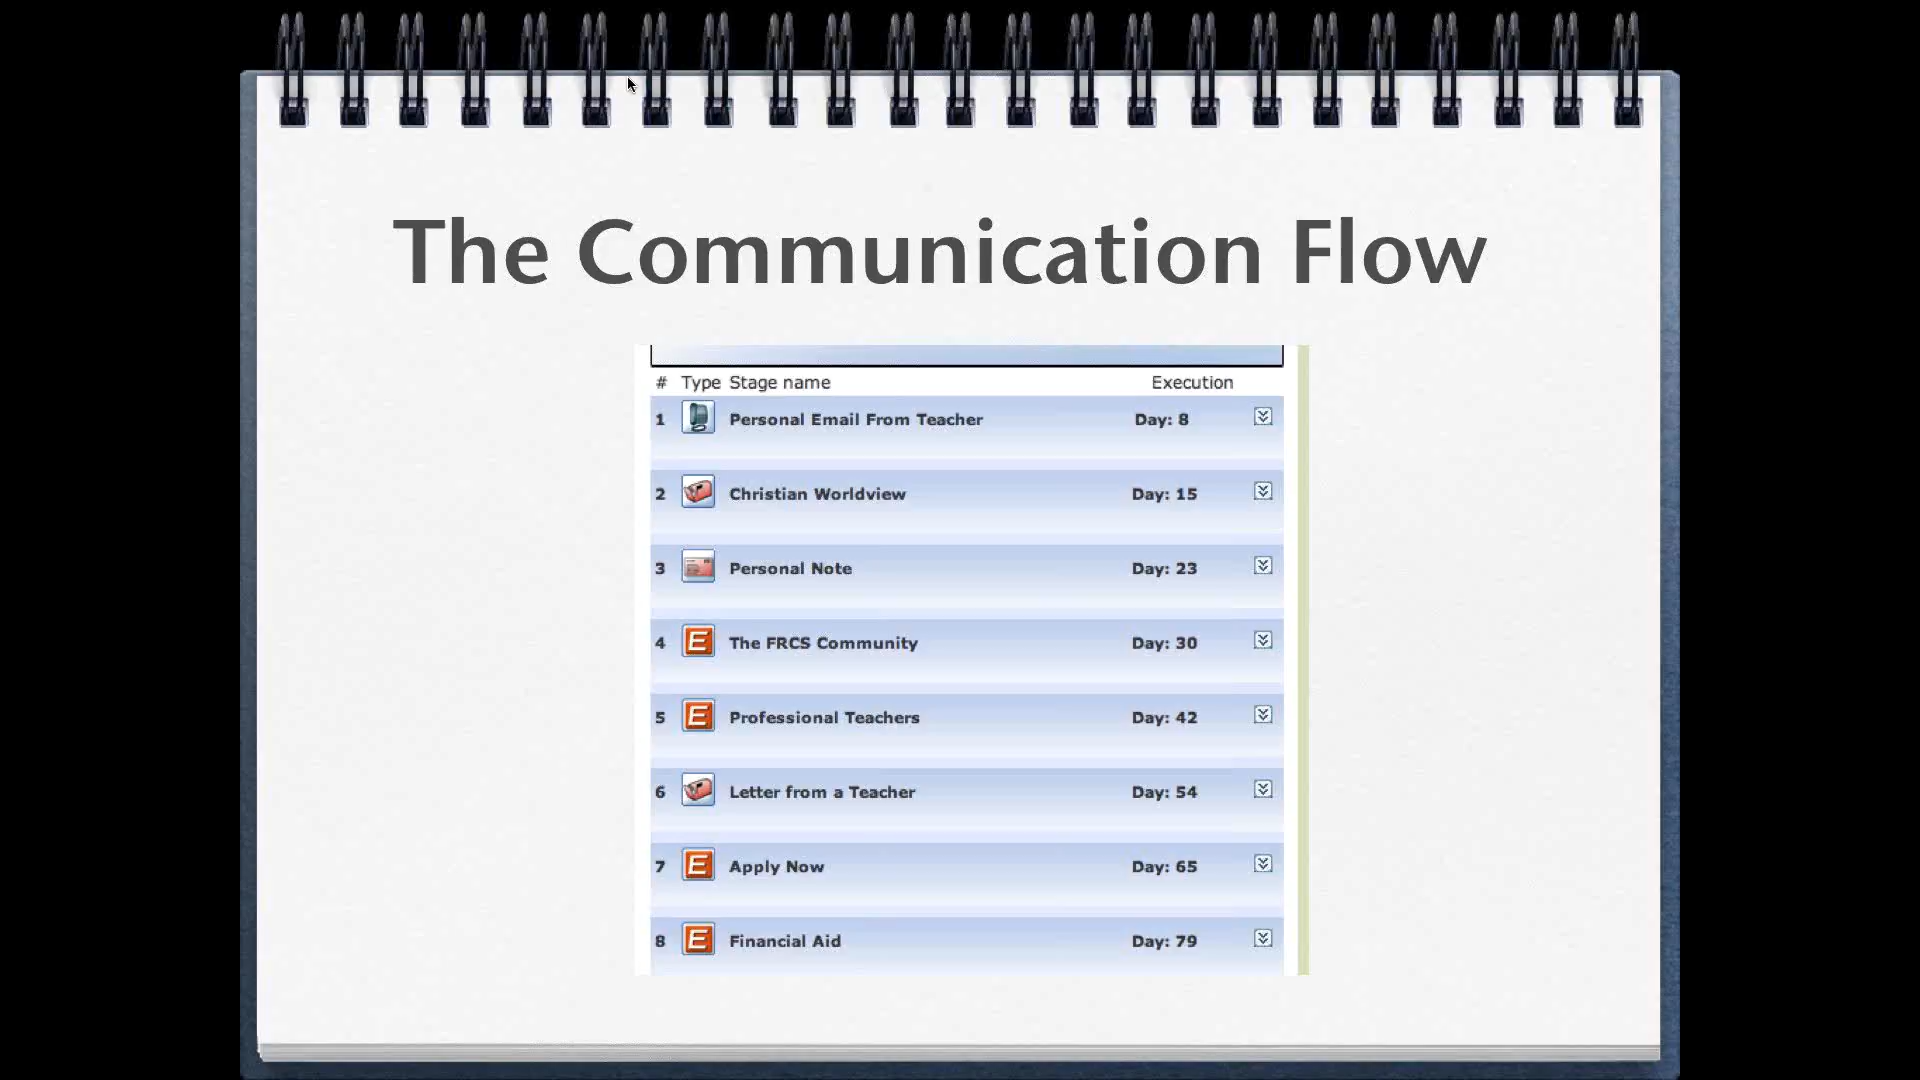 The Communication Flow
# Type Stage name Execution
1 Personal Email From Teacher Day: 8
2 Christian Worldview Day: 15
3 Personal Note Day: 23
4 E The FRCS Community Day: 30
5 E Professional Teachers Day: 42
6 Letter from a Teacher Day: 54
7 E Apply Now Day: 65
8 E Financial Aid Day: 79